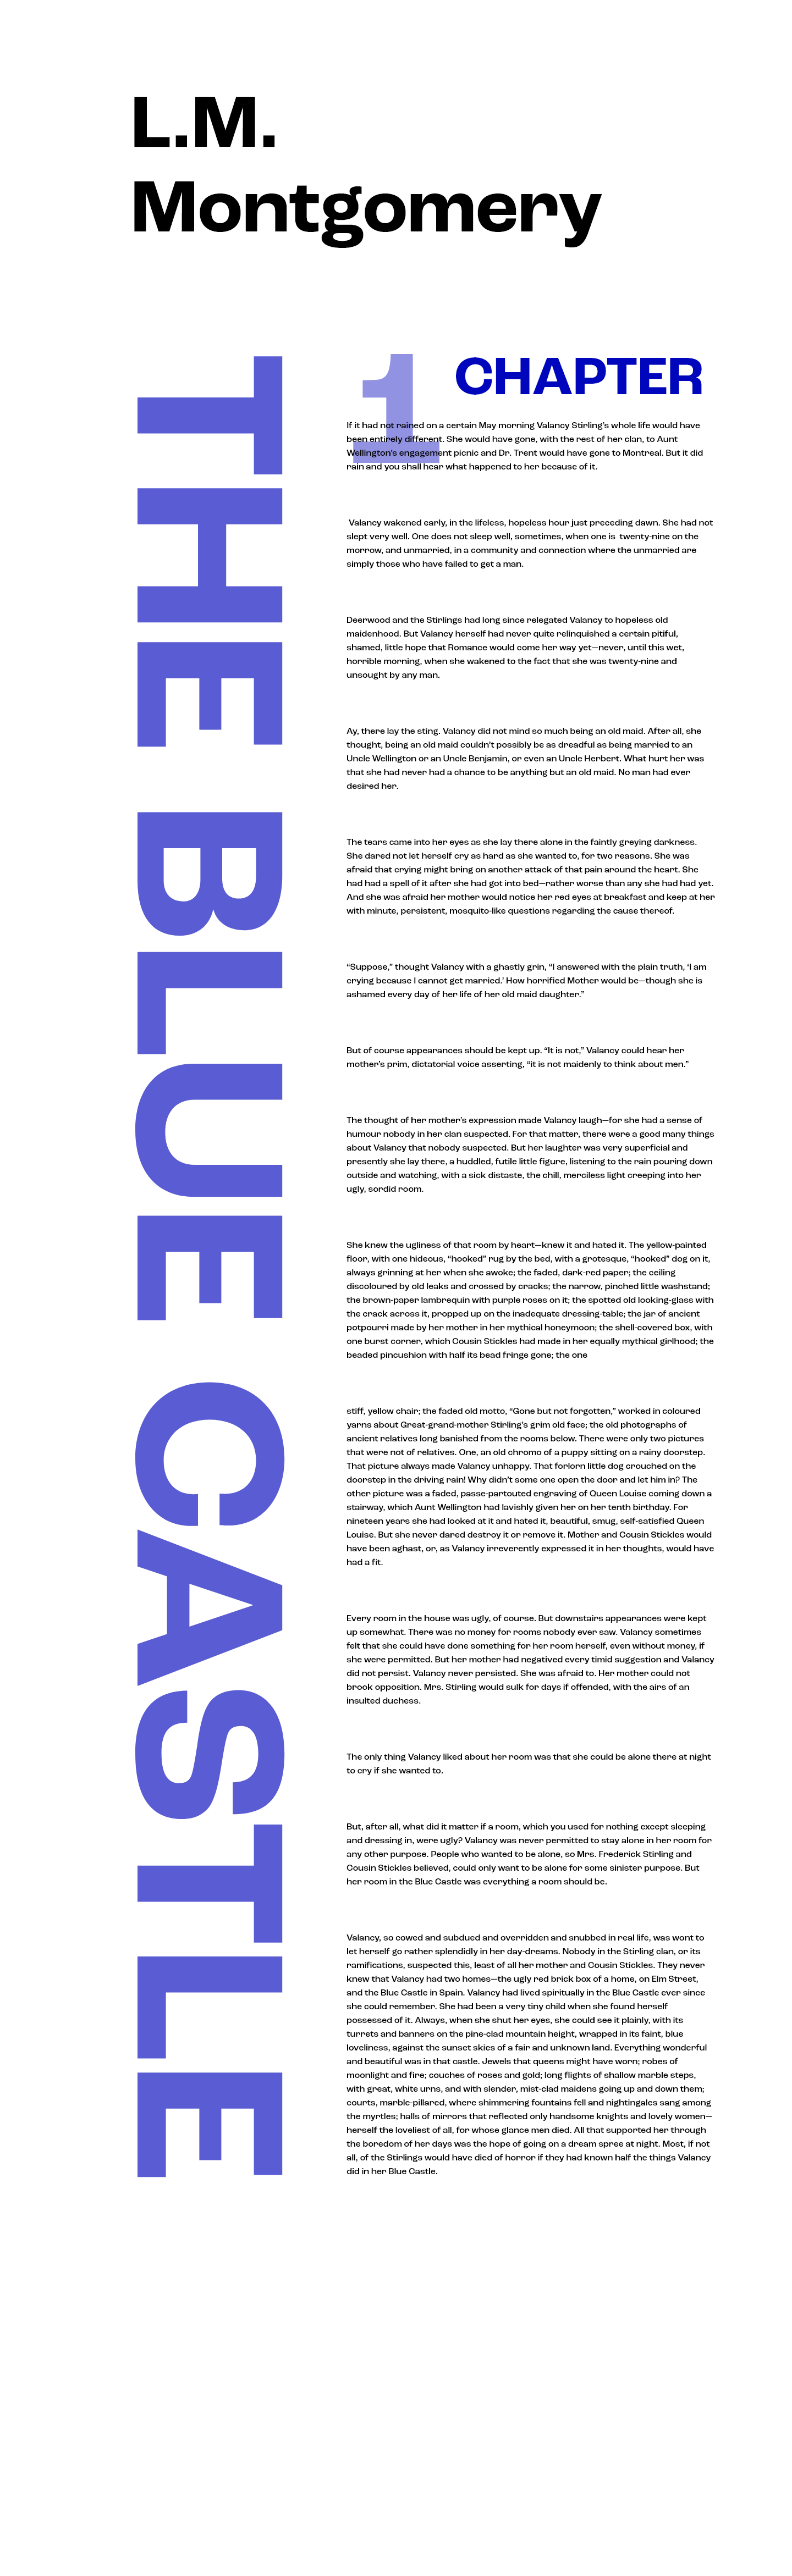 L.M.
Montgomery
THE BLUE CASTLE
1
CHAPTER
If it had not rained on a certain May morning Valancy Stirling’s whole life would have
been entirely different. She would have gone, with the rest of her clan, to Aunt
Wellington’s engagement picnic and Dr. Trent would have gone to Montreal. But it did
rain and you shall hear what happened to her because of it.
Valancy wakened early, in the lifeless, hopeless hour just preceding dawn. She had not
slept very well. One does not sleep well, sometimes, when one is  twenty-nine on the
morrow, and unmarried, in a community and connection where the unmarried are
simply those who have failed to get a man.
Deerwood and the Stirlings had long since relegated Valancy to hopeless old
maidenhood. But Valancy herself had never quite relinquished a certain pitiful,
shamed, little hope that Romance would come her way yet—never, until this wet,
horrible morning, when she wakened to the fact that she was twenty-nine and
unsought by any man.
Ay, there lay the sting. Valancy did not mind so much being an old maid. After all, she
thought, being an old maid couldn’t possibly be as dreadful as being married to an
Uncle Wellington or an Uncle Benjamin, or even an Uncle Herbert. What hurt her was
that she had never had a chance to be anything but an old maid. No man had ever
desired her.
The tears came into her eyes as she lay there alone in the faintly greying darkness.
She dared not let herself cry as hard as she wanted to, for two reasons. She was
afraid that crying might bring on another attack of that pain around the heart. She
had had a spell of it after she had got into bed—rather worse than any she had had yet.
And she was afraid her mother would notice her red eyes at breakfast and keep at her
with minute, persistent, mosquito-like questions regarding the cause thereof.
“Suppose,” thought Valancy with a ghastly grin, “I answered with the plain truth, ‘I am
crying because I cannot get married.’ How horrified Mother would be—though she is
ashamed every day of her life of her old maid daughter.”
But of course appearances should be kept up. “It is not,” Valancy could hear her
mother’s prim, dictatorial voice asserting, “it is not maidenly to think about men.”
The thought of her mother’s expression made Valancy laugh—for she had a sense of
humour nobody in her clan suspected. For that matter, there were a good many things
about Valancy that nobody suspected. But her laughter was very superficial and
presently she lay there, a huddled, futile little figure, listening to the rain pouring down
outside and watching, with a sick distaste, the chill, merciless light creeping into her
ugly, sordid room.
She knew the ugliness of that room by heart—knew it and hated it. The yellow-painted
floor, with one hideous, “hooked” rug by the bed, with a grotesque, “hooked” dog on it,
always grinning at her when she awoke; the faded, dark-red paper; the ceiling
discoloured by old leaks and crossed by cracks; the narrow, pinched little washstand;
the brown-paper lambrequin with purple roses on it; the spotted old looking-glass with
the crack across it, propped up on the inadequate dressing-table; the jar of ancient
potpourri made by her mother in her mythical honeymoon; the shell-covered box, with
one burst corner, which Cousin Stickles had made in her equally mythical girlhood; the
beaded pincushion with half its bead fringe gone; the one
stiff, yellow chair; the faded old motto, “Gone but not forgotten,” worked in coloured
yarns about Great-grand-mother Stirling’s grim old face; the old photographs of
ancient relatives long banished from the rooms below. There were only two pictures
that were not of relatives. One, an old chromo of a puppy sitting on a rainy doorstep.
That picture always made Valancy unhappy. That forlorn little dog crouched on the
doorstep in the driving rain! Why didn’t some one open the door and let him in? The
other picture was a faded, passe-partouted engraving of Queen Louise coming down a
stairway, which Aunt Wellington had lavishly given her on her tenth birthday. For
nineteen years she had looked at it and hated it, beautiful, smug, self-satisfied Queen
Louise. But she never dared destroy it or remove it. Mother and Cousin Stickles would
have been aghast, or, as Valancy irreverently expressed it in her thoughts, would have
had a fit.
Every room in the house was ugly, of course. But downstairs appearances were kept
up somewhat. There was no money for rooms nobody ever saw. Valancy sometimes
felt that she could have done something for her room herself, even without money, if
she were permitted. But her mother had negatived every timid suggestion and Valancy
did not persist. Valancy never persisted. She was afraid to. Her mother could not
brook opposition. Mrs. Stirling would sulk for days if offended, with the airs of an
insulted duchess.
The only thing Valancy liked about her room was that she could be alone there at night
to cry if she wanted to.
But, after all, what did it matter if a room, which you used for nothing except sleeping
and dressing in, were ugly? Valancy was never permitted to stay alone in her room for
any other purpose. People who wanted to be alone, so Mrs. Frederick Stirling and
Cousin Stickles believed, could only want to be alone for some sinister purpose. But
her room in the Blue Castle was everything a room should be.
Valancy, so cowed and subdued and overridden and snubbed in real life, was wont to
let herself go rather splendidly in her day-dreams. Nobody in the Stirling clan, or its
ramifications, suspected this, least of all her mother and Cousin Stickles. They never
knew that Valancy had two homes—the ugly red brick box of a home, on Elm Street,
and the Blue Castle in Spain. Valancy had lived spiritually in the Blue Castle ever since
she could remember. She had been a very tiny child when she found herself
possessed of it. Always, when she shut her eyes, she could see it plainly, with its
turrets and banners on the pine-clad mountain height, wrapped in its faint, blue
loveliness, against the sunset skies of a fair and unknown land. Everything wonderful
and beautiful was in that castle. Jewels that queens might have worn; robes of
moonlight and fire; couches of roses and gold; long flights of shallow marble steps,
with great, white urns, and with slender, mist-clad maidens going up and down them;
courts, marble-pillared, where shimmering fountains fell and nightingales sang among
the myrtles; halls of mirrors that reflected only handsome knights and lovely women—
herself the loveliest of all, for whose glance men died. All that supported her through
the boredom of her days was the hope of going on a dream spree at night. Most, if not
all, of the Stirlings would have died of horror if they had known half the things Valancy
did in her Blue Castle.